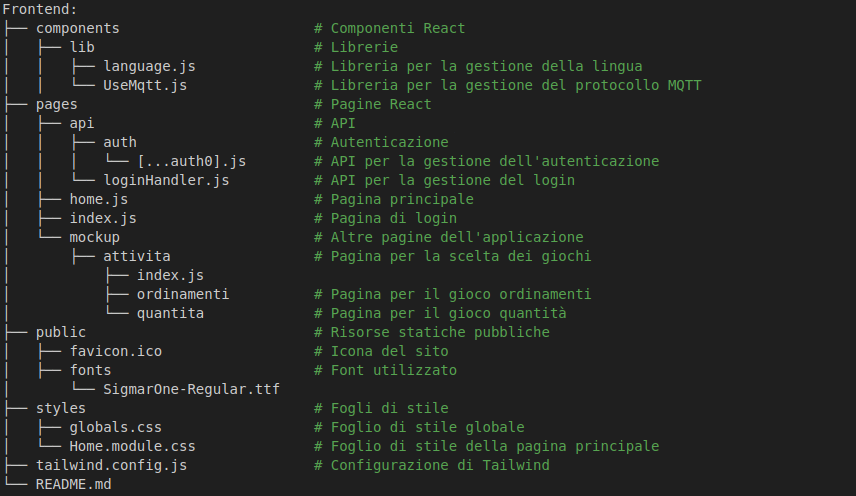 Frontend:
├── components                       # Componenti React
│   ├── lib                          # Librerie
│   │   ├── language.js              # Libreria per la gestione della lingua
│   │   └── UseMqtt.js               # Libreria per la gestione del protocollo MQTT
├── pages                            # Pagine React
│   ├── api                          # API
│   │   ├── auth                     # Autenticazione
│   │   │   └── [...auth0].js        # API per la gestione dell'autenticazione
│   │   └── loginHandler.js          # API per la gestione del login
│   ├── home.js                      # Pagina principale
│   ├── index.js                     # Pagina di login
│   └── mockup                       # Altre pagine dell'applicazione
│       ├── attivita                 # Pagina per la scelta dei giochi
│           ├── index.js
│           ├── ordinamenti          # Pagina per il gioco ordinamenti
│           └── quantita             # Pagina per il gioco quantità
├── public                           # Risorse statiche pubbliche
│   ├── favicon.ico                  # Icona del sito
│   ├── fonts                        # Font utilizzato
│       └── SigmarOne-Regular.ttf
├── styles                           # Fogli di stile
│   ├── globals.css                  # Foglio di stile globale
│   └── Home.module.css              # Foglio di stile della pagina principale
├── tailwind.config.js               # Configurazione di Tailwind
└── README.md